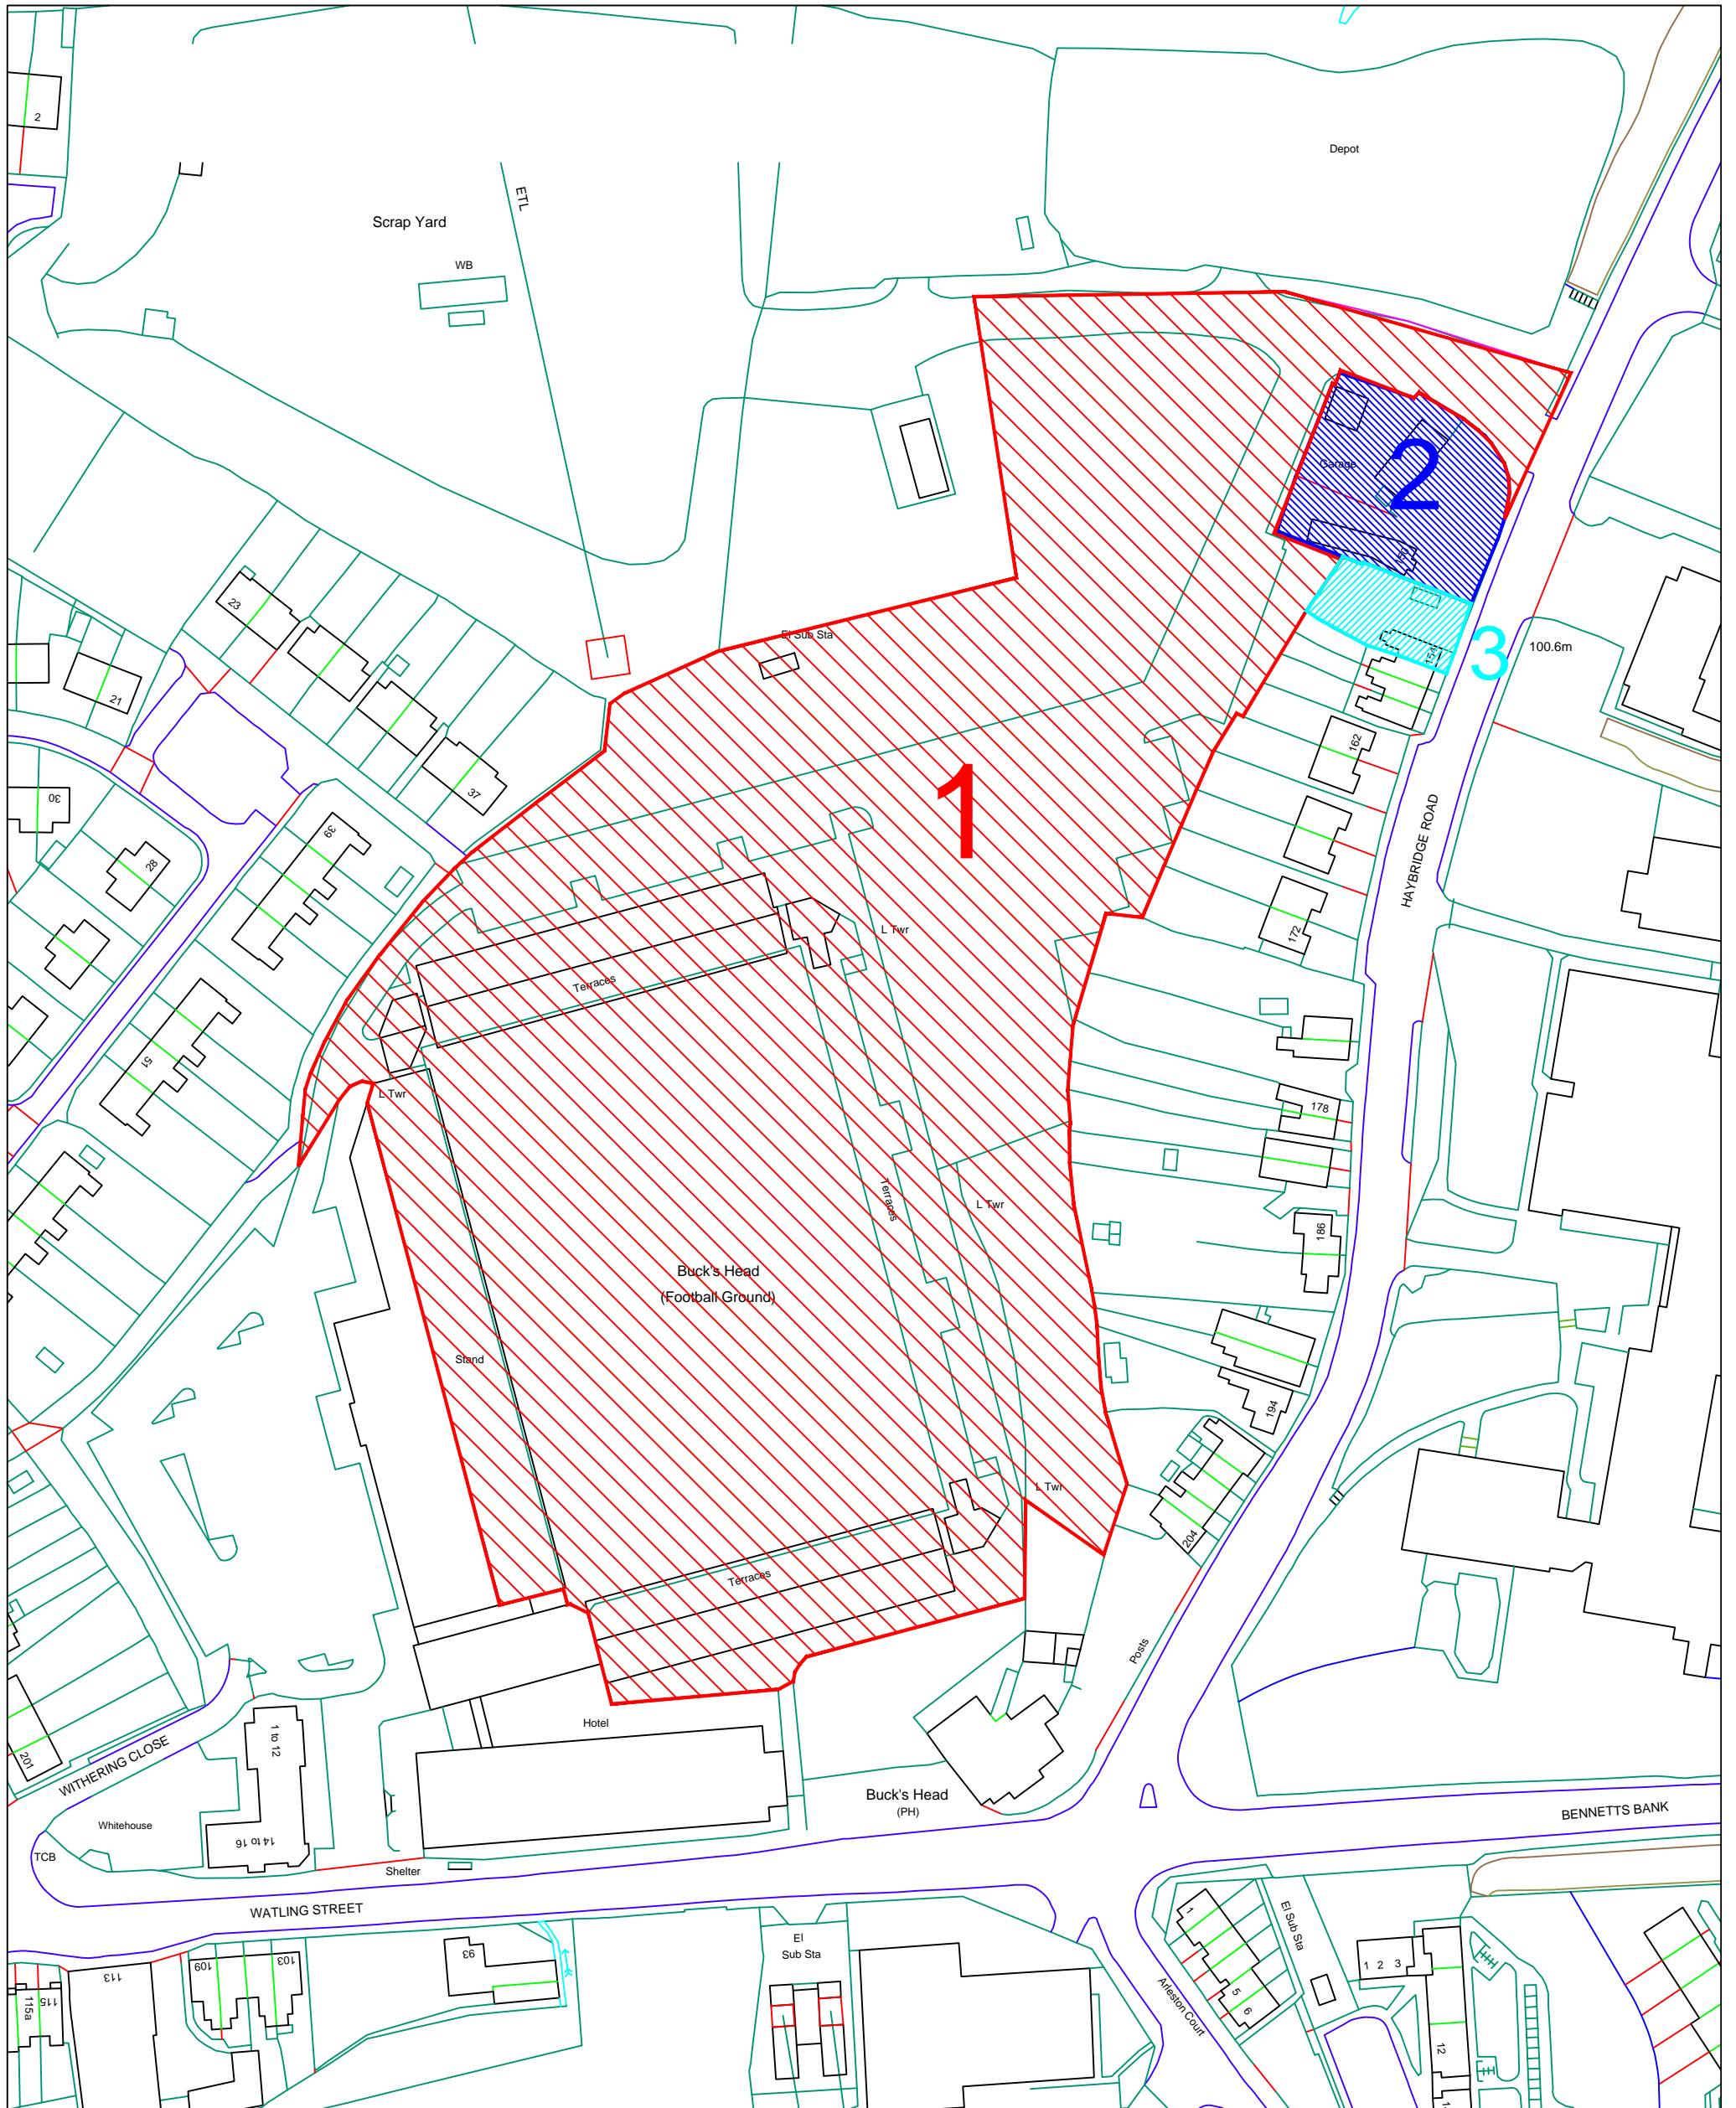 2
Depot
ETL
Scrap Yard
WB
Garage
2
150
El Sub Sta
23
21
154
3
100.6m
162
1
37
30
39
28
HAYBRIDGE ROAD
172
L Twr
Terraces
51
L Twr
178
Terraces
L Twr
186
Buck's Head
(Football Ground)
Stand
194
L Twr
204
Terraces
Posts
Hotel
1 to 12
201
WITHERING CLOSE
Buck's Head
(PH)
BENNETTS BANK
Whitehouse
14 to 16
TCB
Shelter
WATLING STREET
1
El Sub Sta
El
Sub Sta
93
103
109
113
1 2 3
5
6
Arleston Court
115
115a
12